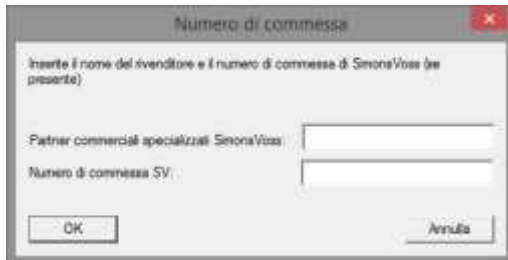 Numero di commessa
Inserite il nome del rivenditore e il numero di commessa di SimonsVoss (se
presente)
Partner commerciali specializzati SimonsVoss:
Numero di commessa SV:
OK
Annulla